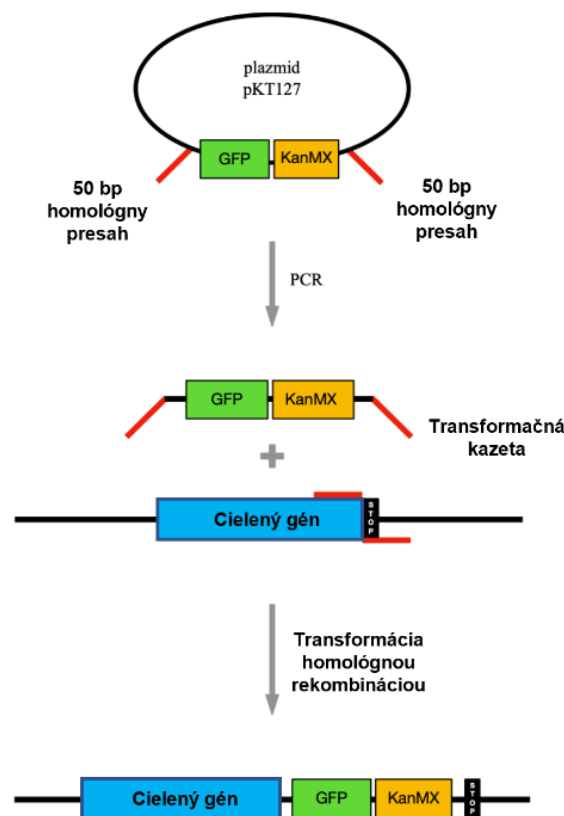 plazmid
pKT127
GFP
KanMX
50 bp
homológny
presah
50 bp
homológny
presah
PCR
GFP
KanMX
Transformačná
kazeta
Cielený gén
STOP
Transformácia
homológnou
rekombináciou
Cielený gén
GFP
KanMX
STOP